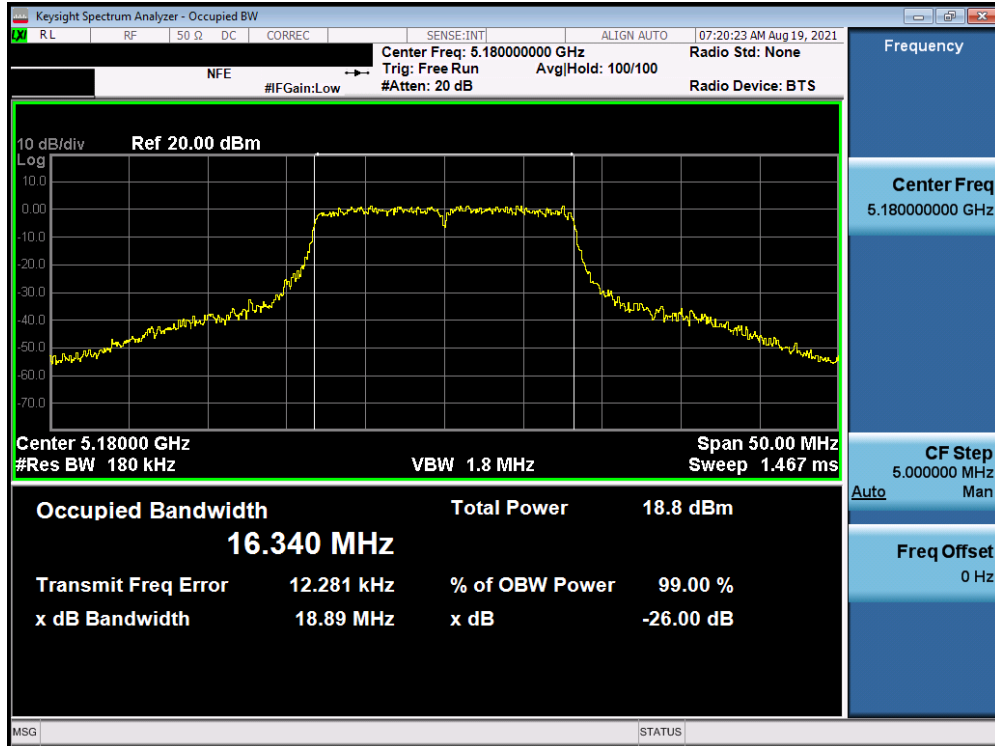 Keysight Spectrum Analyzer - Occupied BW
LXI RL RF 50 Ω DC CORREC SENSE:INT ALIGN AUTO 07:20:23 AM Aug 19, 2021
Center Freq: 5.180000000 GHz Radio Std: None
NFE Trig: Free Run Avg|Hold: 100/100
#IFGain:Low #Atten: 20 dB Radio Device: BTS
10 dB/div Ref 20.00 dBm
Log
10.0
0.00
-10.0
-20.0
-30.0
-40.0
-50.0
-60.0
-70.0
Center 5.18000 GHz Span 50.00 MHz
#Res BW 180 kHz VBW 1.8 MHz Sweep 1.467 ms
Occupied Bandwidth Total Power 18.8 dBm
16.340 MHz
Transmit Freq Error 12.281 kHz % of OBW Power 99.00 %
x dB Bandwidth 18.89 MHz x dB -26.00 dB
MSG STATUS
Frequency
Center Freq
5.180000000 GHz
CF Step
5.000000 MHz
Auto Man
Freq Offset
0 Hz